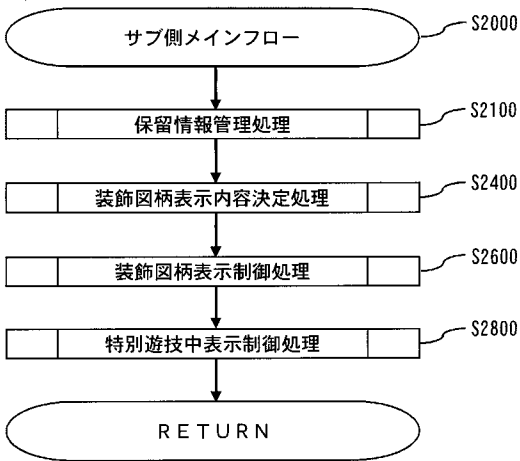 サブ側メインフロー
S2000
保留情報管理処理
S2100
装飾図柄表示内容決定処理
S2400
装飾図柄表示制御処理
S2600
特別遊技中表示制御処理
S2800
RETURN